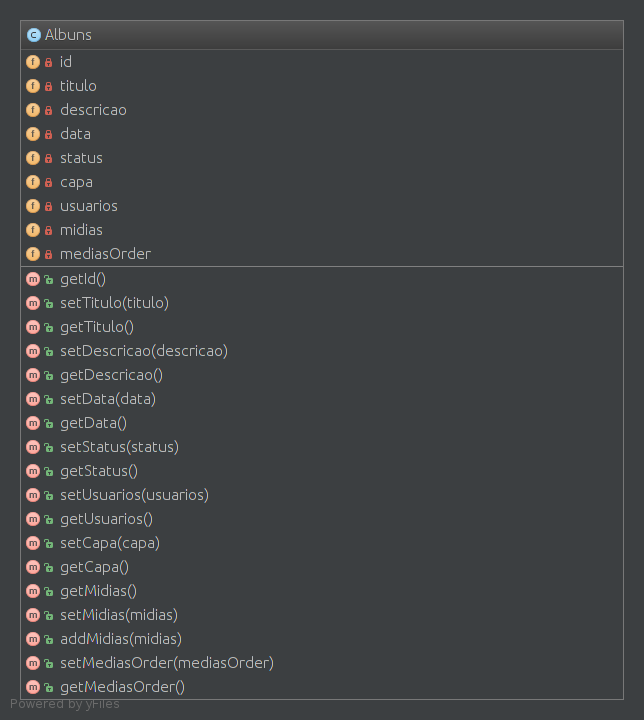 Albuns
id
titulo
descricao
data
status
capa
usuarios
midias
mediasOrder
getId()
setTitulo(titulo)
getTitulo()
setDescricao(descricao)
getDescricao()
setData(data)
getData()
setStatus(status)
getStatus()
setUsuarios(usuarios)
getUsuarios()
setCapa(capa)
getCapa()
getMidias()
setMidias(midias)
addMidias(midias)
setMediasOrder(mediasOrder)
getMediasOrder()
Powered by yFiles